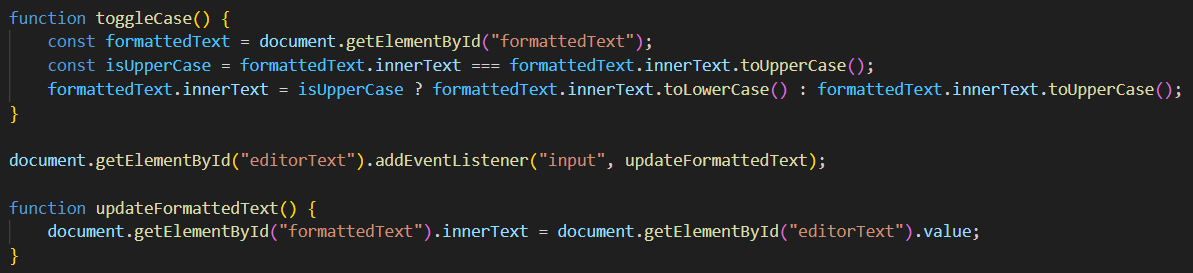 function toggleCase() {
    const formattedText = document.getElementById("formattedText");
    const isUpperCase = formattedText.innerText === formattedText.innerText.toUpperCase();
    formattedText.innerText = isUpperCase ? formattedText.innerText.toLowerCase() : formattedText.innerText.toUpperCase();
}

document.getElementById("editorText").addEventListener("input", updateFormattedText);

function updateFormattedText() {
    document.getElementById("formattedText").innerText = document.getElementById("editorText").value;
}